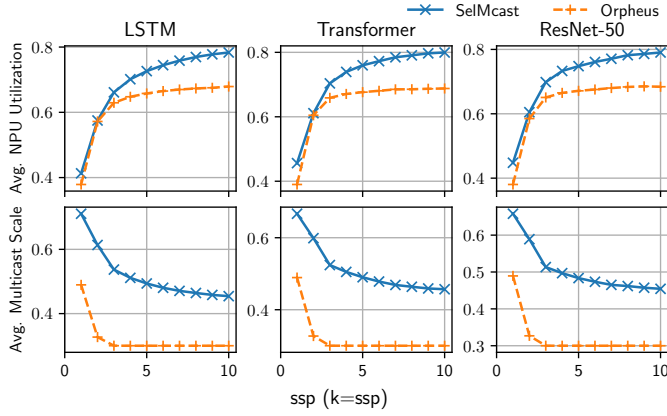 SelMcast Orpheus
LSTM Transformer ResNet-50
Avg. NPU Utilization
0.8
0.6
0.4
0.8
0.6
0.4
0.8
0.6
0.4
Avg. Multicast Scale
0.6
0.4
0.6
0.4
0.6
0.5
0.4
0.3
0 5 10 0 5 10 0 5 10
ssp (k=ssp)